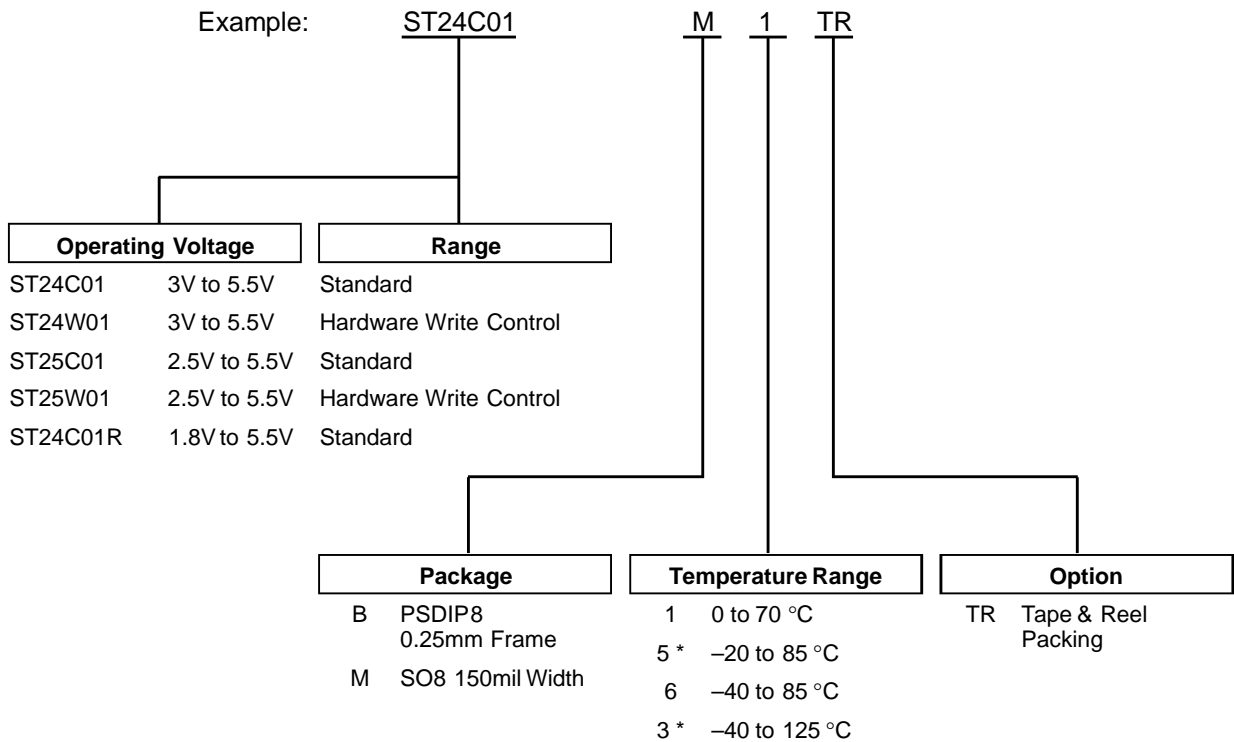 Example: ST24C01 M 1 TR
Operating Voltage Range
ST24C01 3V to 5.5V Standard
ST24W01 3V to 5.5V Hardware Write Control
ST25C01 2.5V to 5.5V Standard
ST25W01 2.5V to 5.5V Hardware Write Control
ST24C01R 1.8V to 5.5V Standard
Package
B PSDIP8
0.25mm Frame
M SO8 150mil Width
Temperature Range
1 0 to 70 °C
5 * –20 to 85 °C
6 –40 to 85 °C
3 * –40 to 125 °C
Option
TR Tape & Reel
Packing